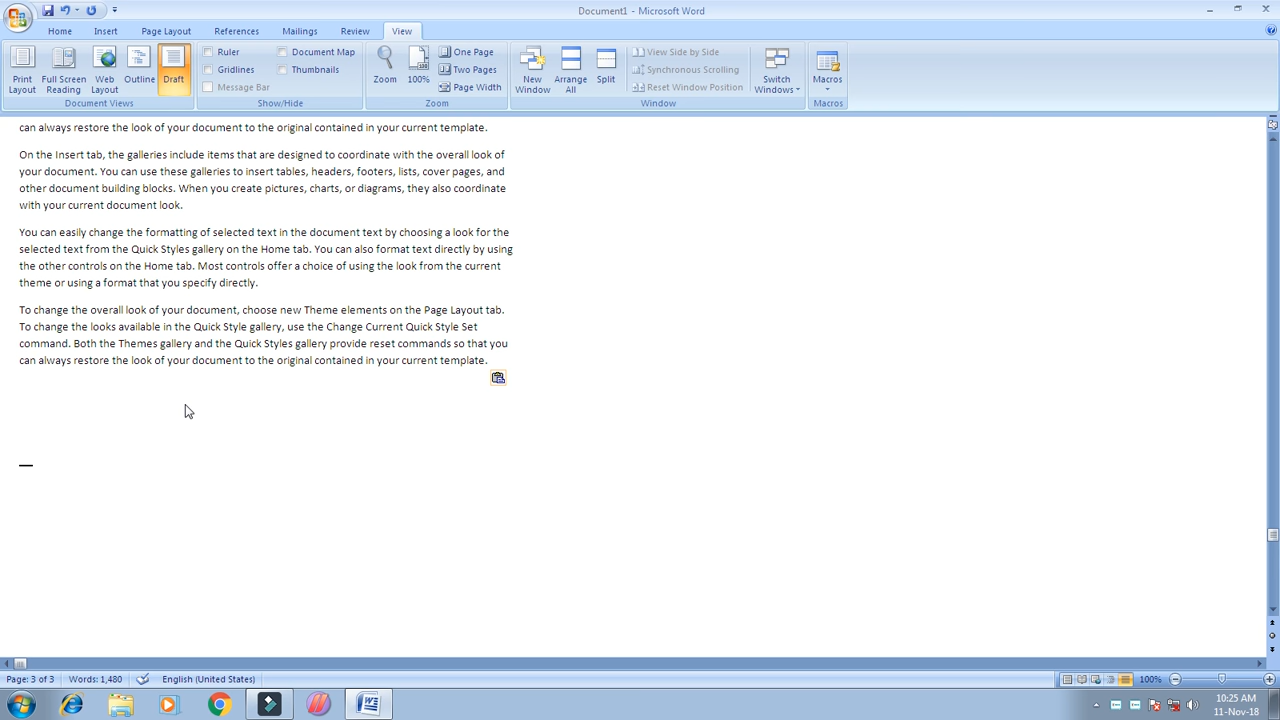 Document1 - Microsoft Word
Home Insert Page Layout References Mailings Review View
Print Layout
Full Screen Reading
Web Layout
Outline
Draft
Document Views
Ruler
Gridlines
Message Bar
Document Map
Thumbnails
Show/Hide
Zoom
100%
One Page
Two Pages
Page Width
Zoom
New Window
Arrange All
Split
View Side by Side
Synchronous Scrolling
Reset Window Position
Window
Switch Windows
Macros
Macros
can always restore the look of your document to the original contained in your current template.
On the Insert tab, the galleries include items that are designed to coordinate with the overall look of
your document. You can use these galleries to insert tables, headers, footers, lists, cover pages, and
other document building blocks. When you create pictures, charts, or diagrams, they also coordinate
with your current document look.
You can easily change the formatting of selected text in the document text by choosing a look for the
selected text from the Quick Styles gallery on the Home tab. You can also format text directly by using
the other controls on the Home tab. Most controls offer a choice of using the look from the current
theme or using a format that you specify directly.
To change the overall look of your document, choose new Theme elements on the Page Layout tab.
To change the looks available in the Quick Style gallery, use the Change Current Quick Style Set
command. Both the Themes gallery and the Quick Styles gallery provide reset commands so that you
can always restore the look of your document to the original contained in your current template.
Page: 3 of 3 Words: 1,480 English (United States) 100%
10:25 AM
11-Nov-18